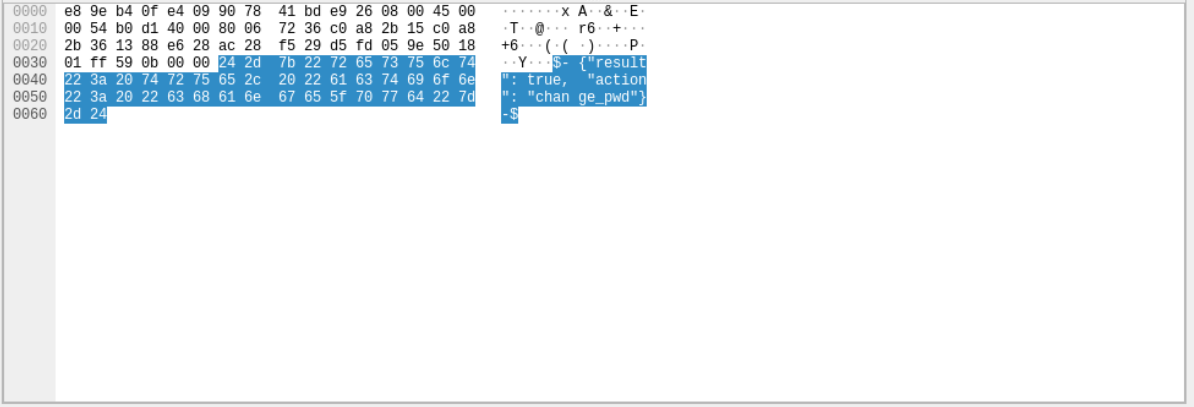 0000 e8 9e b4 0f e4 09 90 78 41 bd e9 26 08 00 45 00 ·······x A··&··E·
0010 00 54 b0 d1 40 00 80 06 72 36 c0 a8 2b 15 c0 a8 ·T··@··· r6··+···
0020 2b 36 13 88 e6 28 ac 28 f5 29 d5 fd 05 9e 50 18 +6···(·( ·)····P·
0030 01 ff 59 0b 00 00 24 2d 7b 22 72 65 73 75 6c 74 ··Y···$- {"result
0040 22 3a 20 74 72 75 65 2c 20 22 61 63 74 69 6f 6e ": true,  "action
0050 22 3a 20 22 63 68 61 6e 67 65 5f 70 77 64 22 7d ": "chan ge_pwd"}
0060 2d 24 -$